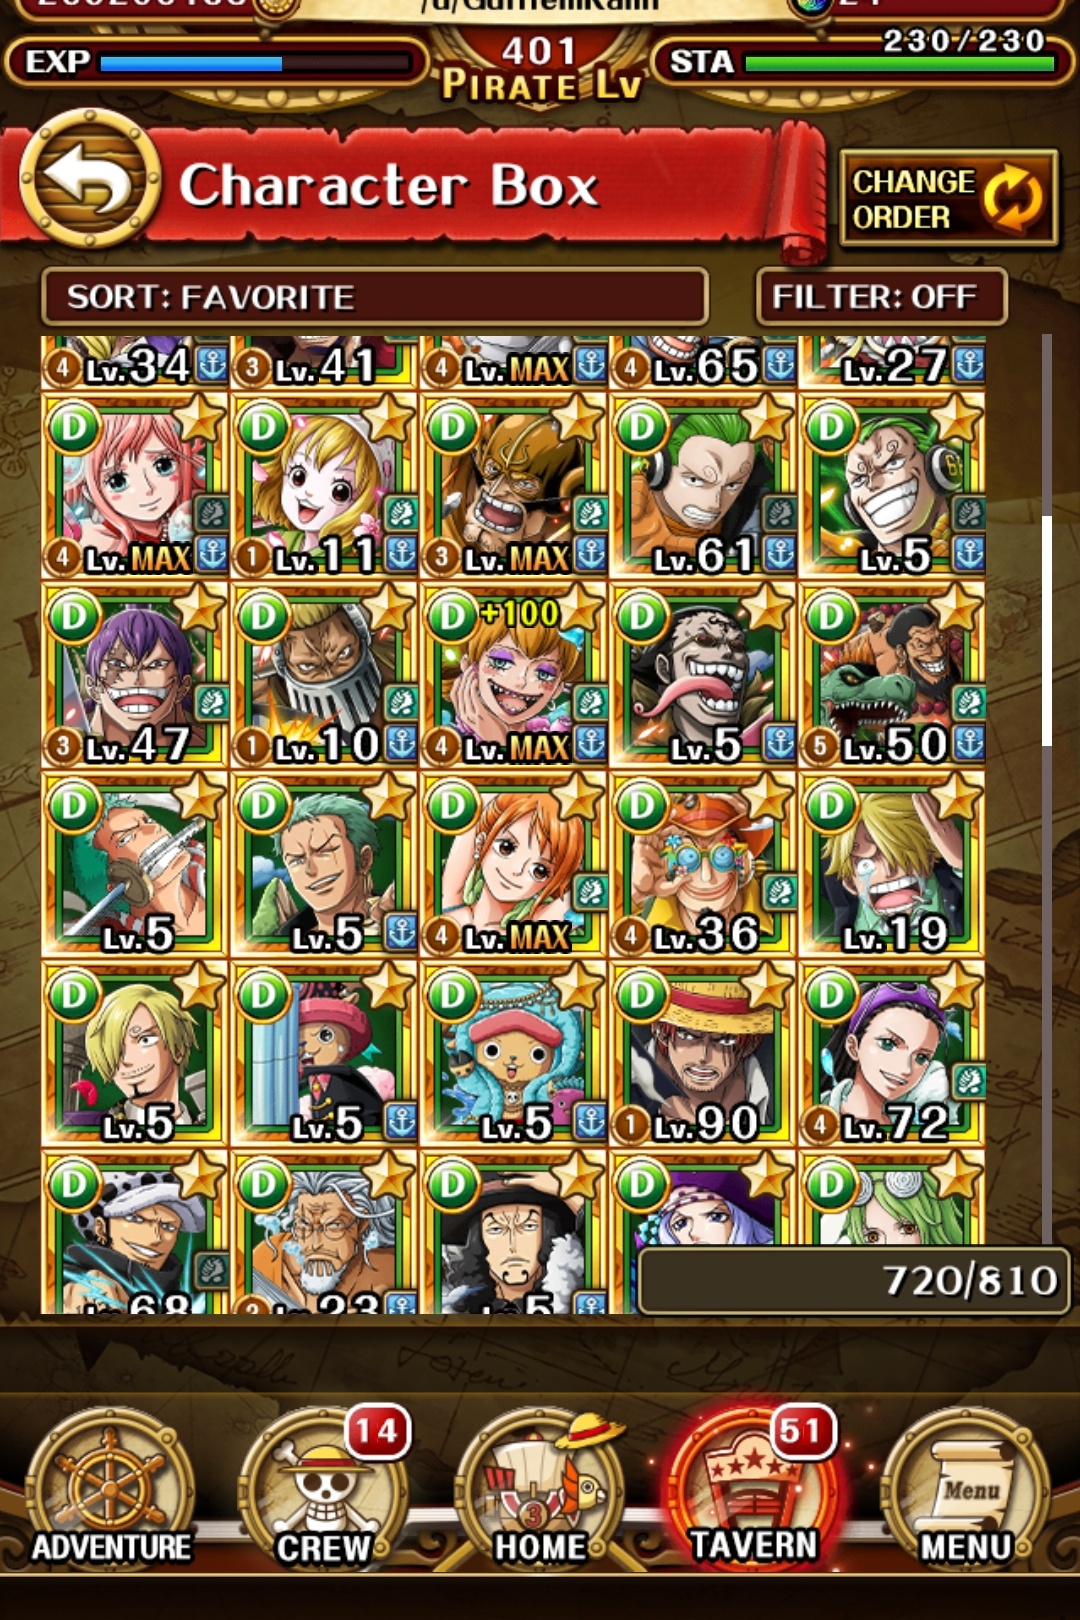 EXP
401
PIRATE LV
STA
230/230
Character Box
CHANGE
ORDER
SORT: FAVORITE
FILTER: OFF
4 Lv.34
3 Lv.41
4 Lv.MAX
4 Lv.65
Lv.27
D D D D D
4 Lv.MAX
1 Lv.11
3 Lv.MAX
Lv.61
Lv.5
D D D +100 D D
3 Lv.47
1 Lv.10
4 Lv.MAX
Lv.5
5 Lv.50
D D D D D
Lv.5
Lv.5
4 Lv.MAX
4 Lv.36
Lv.19
D D D D D
Lv.5
Lv.5
Lv.5
1 Lv.90
4 Lv.72
D D D D D
720/810
14
51
3
Menu
ADVENTURE
CREW
HOME
TAVERN
MENU